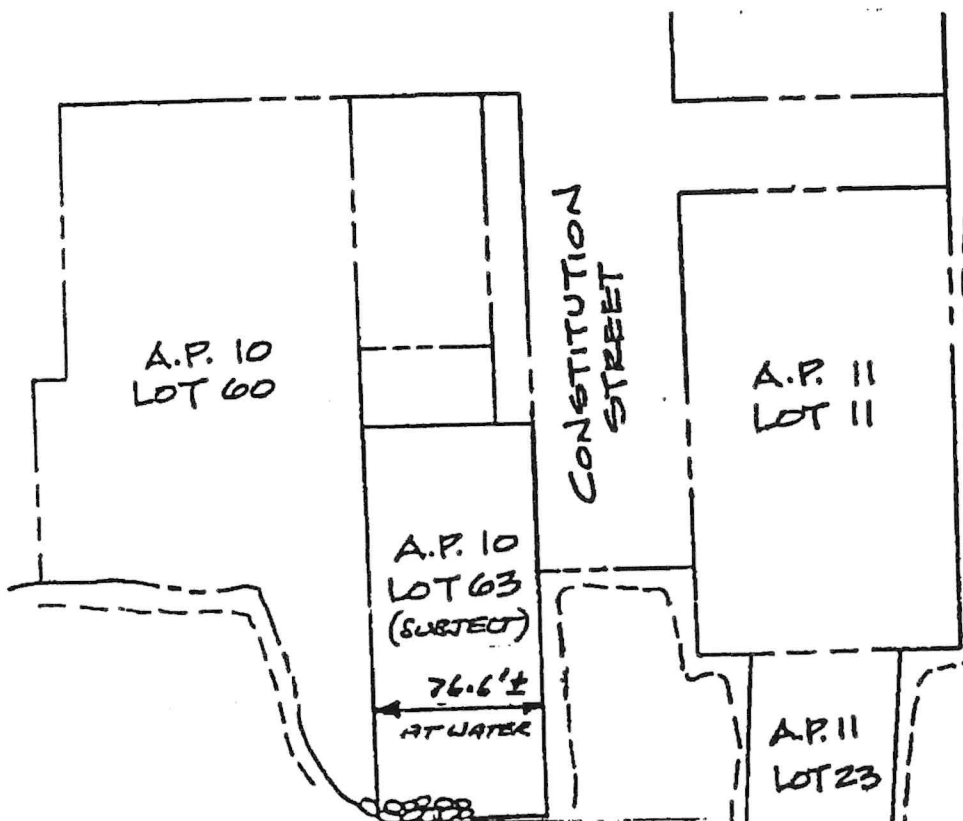 A.P. 10
LOT 60
CONSTITUTION
STREET
A.P. 11
LOT 11
A.P. 10
LOT 63
(SUBJECT)
76.6'±
AT WATER
A.P. 11
LOT 23